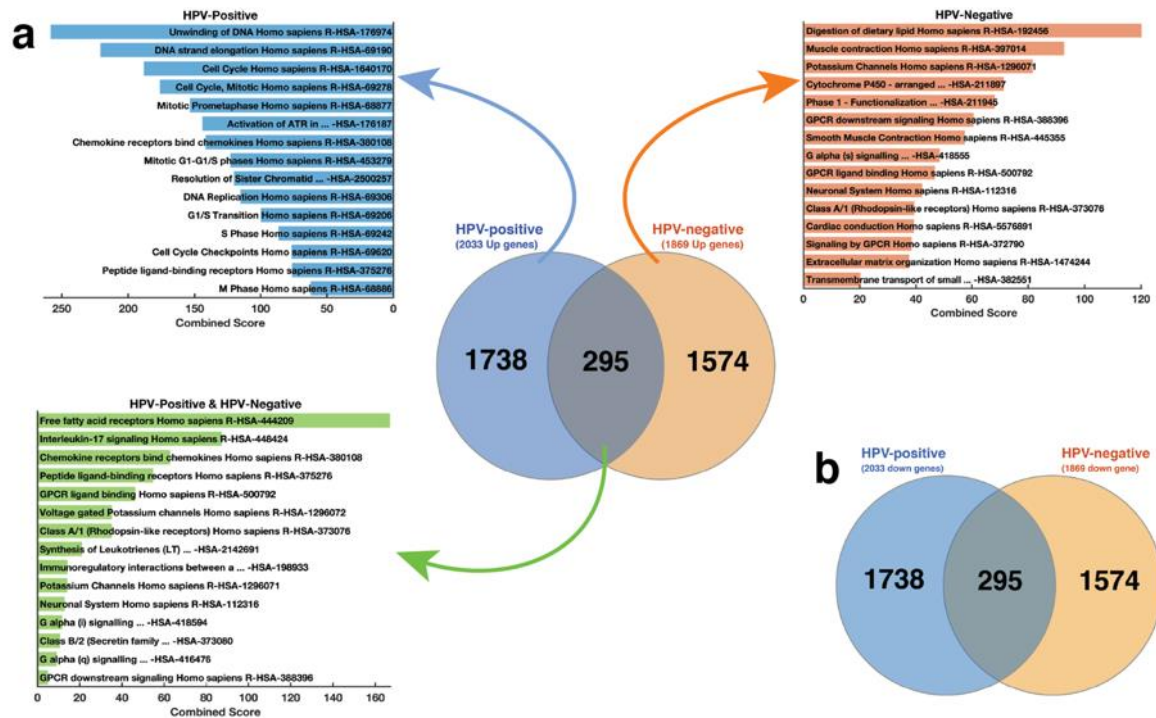 a
HPV-Positive
Unwinding of DNA Homo sapiens R-HSA-176974
DNA strand elongation Homo sapiens R-HSA-69190
Cell Cycle Homo sapiens R-HSA-1640170
Cell Cycle, Mitotic Homo sapiens R-HSA-69278
Mitotic Prometaphase Homo sapiens R-HSA-68877
Activation of ATR in ... -HSA-176187
Chemokine receptors bind chemokines Homo sapiens R-HSA-380108
Mitotic G1-G1/S phases Homo sapiens R-HSA-453279
Resolution of Sister Chromatid ... -HSA-2500257
DNA Replication Homo sapiens R-HSA-69306
G1/S Transition Homo sapiens R-HSA-69206
S Phase Homo sapiens R-HSA-69242
Cell Cycle Checkpoints Homo sapiens R-HSA-69620
Peptide ligand-binding receptors Homo sapiens R-HSA-375276
M Phase Homo sapiens R-HSA-68886
250 200 150 100 50 0
Combined Score
HPV-Negative
Digestion of dietary lipid Homo sapiens R-HSA-192456
Muscle contraction Homo sapiens R-HSA-397014
Potassium Channels Homo sapiens R-HSA-1296071
Cytochrome P450 - arranged ... -HSA-211897
Phase 1 - Functionalization ... -HSA-211945
GPCR downstream signaling Homo sapiens R-HSA-388396
Smooth Muscle Contraction Homo sapiens R-HSA-445355
G alpha (s) signalling ... -HSA-418555
GPCR ligand binding Homo sapiens R-HSA-500792
Neuronal System Homo sapiens R-HSA-112316
Class A/1 (Rhodopsin-like receptors) Homo sapiens R-HSA-373076
Cardiac conduction Homo sapiens R-HSA-5576891
Signaling by GPCR Homo sapiens R-HSA-372790
Extracellular matrix organization Homo sapiens R-HSA-1474244
Transmembrane transport of small ... -HSA-382551
0 20 40 60 80 100 120
Combined Score
HPV-positive
(2033 Up genes)
HPV-negative
(1869 Up genes)
1738 295 1574
HPV-Positive & HPV-Negative
Free fatty acid receptors Homo sapiens R-HSA-444209
Interleukin-17 signaling Homo sapiens R-HSA-448424
Chemokine receptors bind chemokines Homo sapiens R-HSA-380108
Peptide ligand-binding receptors Homo sapiens R-HSA-375276
GPCR ligand binding Homo sapiens R-HSA-500792
Voltage gated Potassium channels Homo sapiens R-HSA-1296072
Class A/1 (Rhodopsin-like receptors) Homo sapiens R-HSA-373076
Synthesis of Leukotrienes (LT) ... -HSA-2142691
Immunoregulatory interactions between a ... -HSA-198933
Potassium Channels Homo sapiens R-HSA-1296071
Neuronal System Homo sapiens R-HSA-112316
G alpha (i) signalling ... -HSA-418594
Class B/2 (Secretin family ... -HSA-373080
G alpha (q) signalling ... -HSA-416476
GPCR downstream signaling Homo sapiens R-HSA-388396
0 20 40 60 80 100 120 140 160
Combined Score
b
HPV-positive
(2033 down genes)
HPV-negative
(1869 down gene)
1738 295 1574